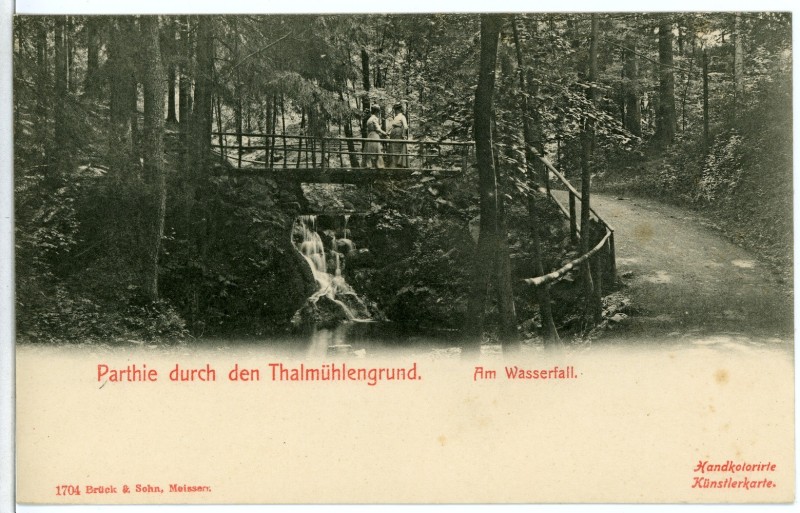 Parthie durch den Thalmühlengrund. Am Wasserfall.
Handkolorirte
Künstlerkarte.
1704 Brück & Sohn, Meissen.